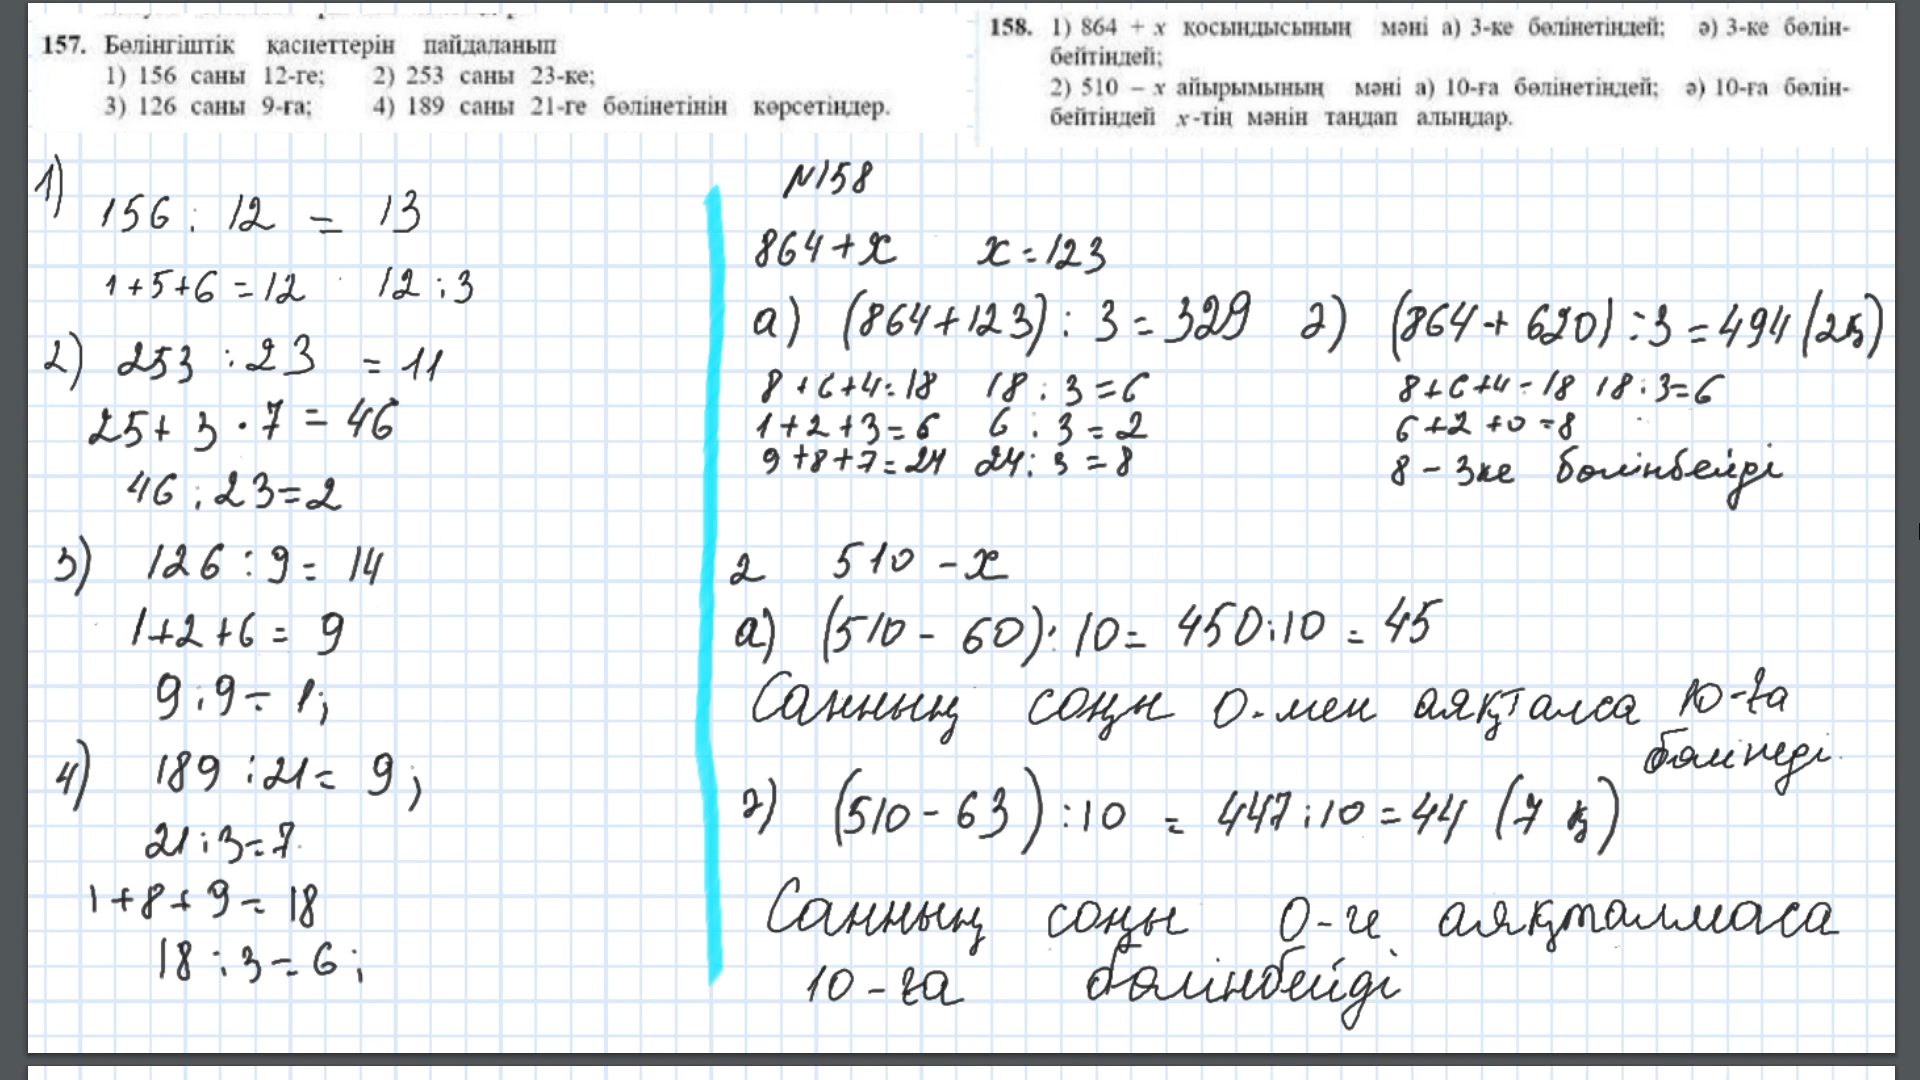 157. Бөлінгіштік қасиеттерін пайдаланып
1) 156 саны 12-ге; 2) 253 саны 23-ке;
3) 126 саны 9-ға; 4) 189 саны 21-ге бөлінетінін көрсетіңдер.
158. 1) 864 + x қосындысының мәні а) 3-ке бөлінетіндей; ә) 3-ке бөлін-
бейтіндей;
2) 510 – x айырымының мәні а) 10-ға бөлінетіндей; ә) 10-ға бөлін-
бейтіндей x-тің мәнін таңдап алыңдар.
1)
156 : 12 = 13
1+5+6=12 12:3
2) 253 : 23 = 11
25+3·7=46
46:23=2
3) 126:9=14
1+2+6=9
9:9=1;
4) 189:21=9;
21:3=7
1+8+9=18
18:3=6;
№158
864+x x=123
а) (864+123):3=329 ә) (864+620):3=494(2қ)
8+6+4=18 18:3=6 8+6+4=18 18:3=6
1+2+3=6 6:3=2 6+2+0=8
9+8+7=24 24:3=8 8-3ке бөлінбейді
2 510-x
а) (510-60):10=450:10=45
Санның соңы 0-мен аяқталса 10-ға
бөлінеді
ә) (510-63):10=447:10=44 (7қ)
Санның соңы 0-ге аяқталмаса
10-ға бөлінбейді